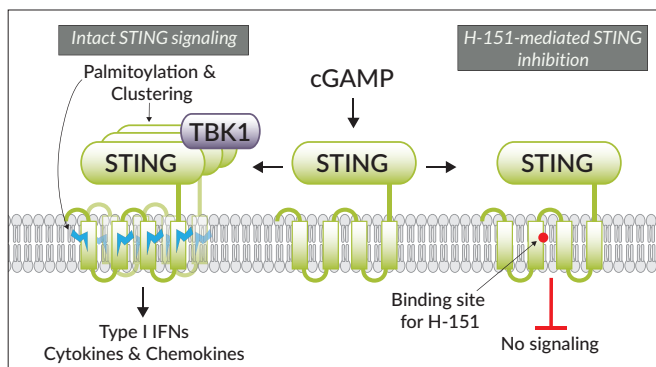 Intact STING signaling
Palmitoylation &
Clustering
TBK1
STING
cGAMP
STING
H-151-mediated STING
inhibition
STING
Binding site
for H-151
Type I IFNs
Cytokines & Chemokines
No signaling